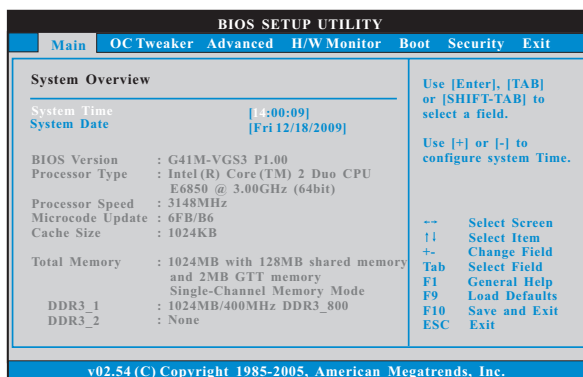 BIOS SETUP UTILITY
Main OC Tweaker Advanced H/W Monitor Boot Security Exit
System Overview
System Time [14:00:09]
System Date [Fri 12/18/2009]
BIOS Version : G41M-VGS3 P1.00
Processor Type : Intel(R) Core(TM) 2 Duo CPU
E6850 @ 3.00GHz (64bit)
Processor Speed : 3148MHz
Microcode Update : 6FB/B6
Cache Size : 1024KB
Total Memory : 1024MB with 128MB shared memory
and 2MB GTT memory
Single-Channel Memory Mode
DDR3_1 : 1024MB/400MHz DDR3_800
DDR3_2 : None
Use [Enter], [TAB]
or [SHIFT-TAB] to
select a field.
Use [+] or [-] to
configure system Time.
←→ Select Screen
↑↓ Select Item
+- Change Field
Tab Select Field
F1 General Help
F9 Load Defaults
F10 Save and Exit
ESC Exit
v02.54 (C) Copyright 1985-2005, American Megatrends, Inc.